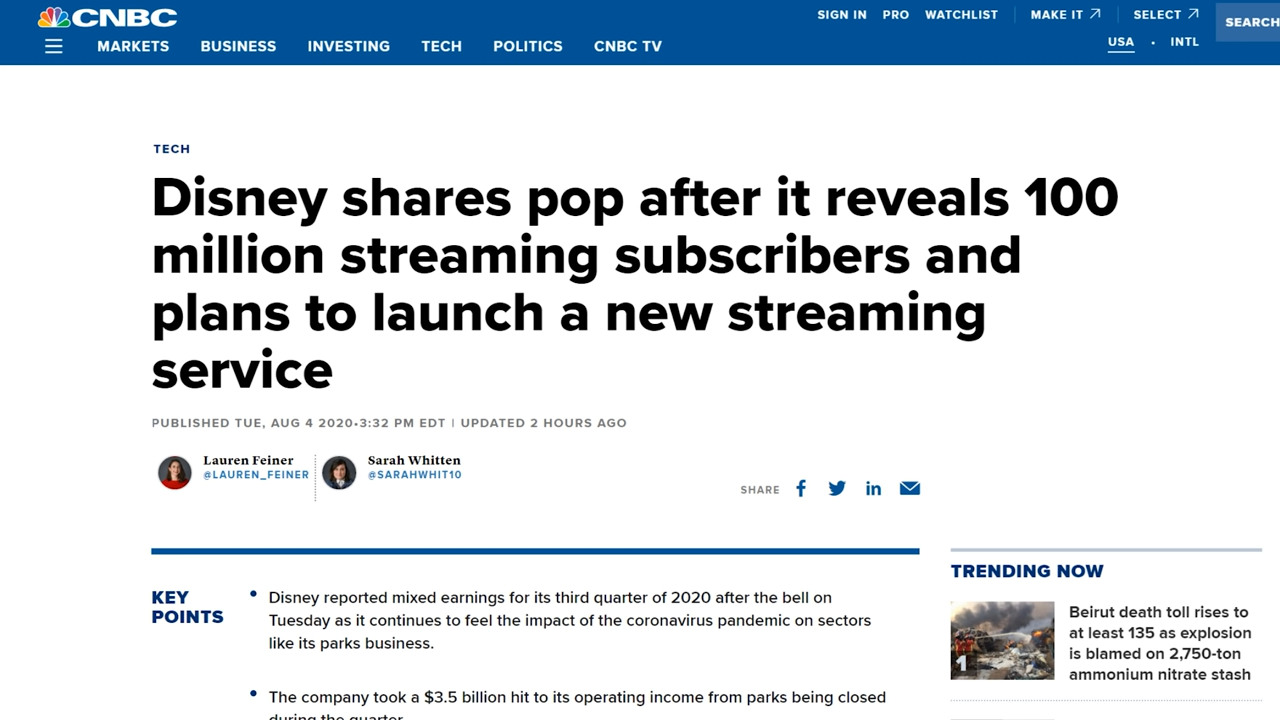 CNBC
SIGN IN PRO WATCHLIST MAKE IT SELECT SEARCH
MARKETS BUSINESS INVESTING TECH POLITICS CNBC TV
USA • INTL
TECH
Disney shares pop after it reveals 100
million streaming subscribers and
plans to launch a new streaming
service
PUBLISHED TUE, AUG 4 2020•3:32 PM EDT | UPDATED 2 HOURS AGO
Lauren Feiner
@LAUREN_FEINER
Sarah Whitten
@SARAHWHIT10
SHARE
KEY
POINTS
• Disney reported mixed earnings for its third quarter of 2020 after the bell on
Tuesday as it continues to feel the impact of the coronavirus pandemic on sectors
like its parks business.
• The company took a $3.5 billion hit to its operating income from parks being closed
during the quarter.
TRENDING NOW
1
Beirut death toll rises to
at least 135 as explosion
is blamed on 2,750-ton
ammonium nitrate stash